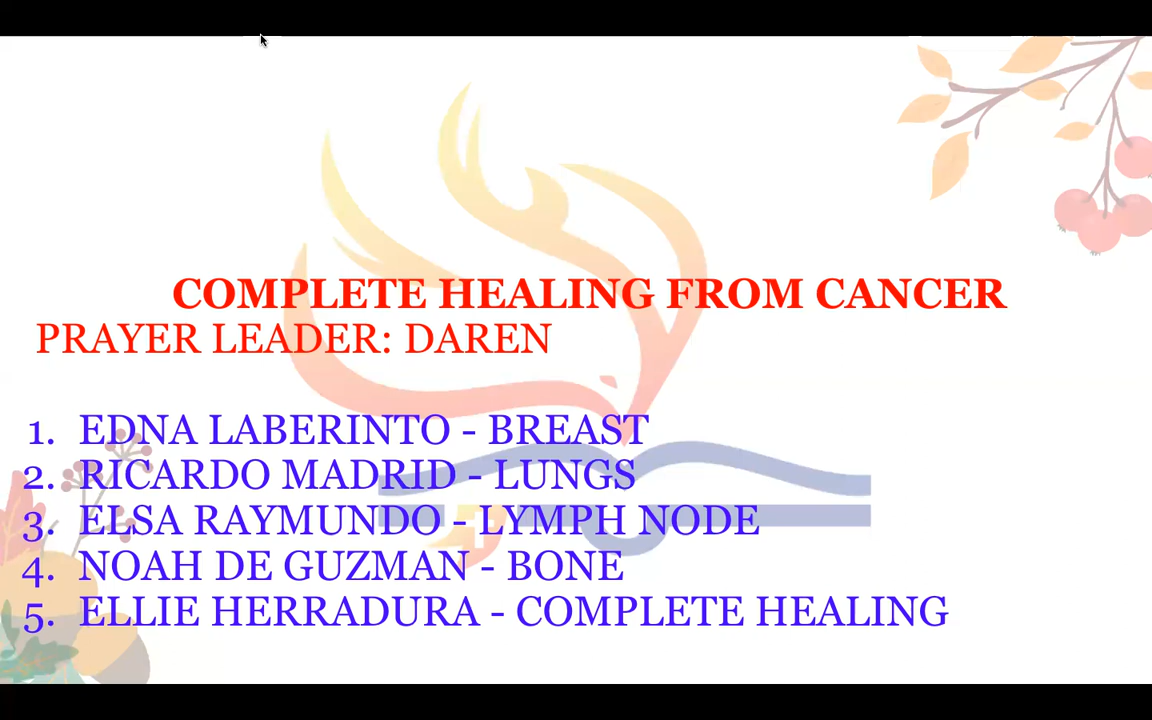 COMPLETE HEALING FROM CANCER
PRAYER LEADER: DAREN
1. EDNA LABERINTO - BREAST
2. RICARDO MADRID - LUNGS
3. ELSA RAYMUNDO - LYMPH NODE
4. NOAH DE GUZMAN - BONE
5. ELLIE HERRADURA - COMPLETE HEALING